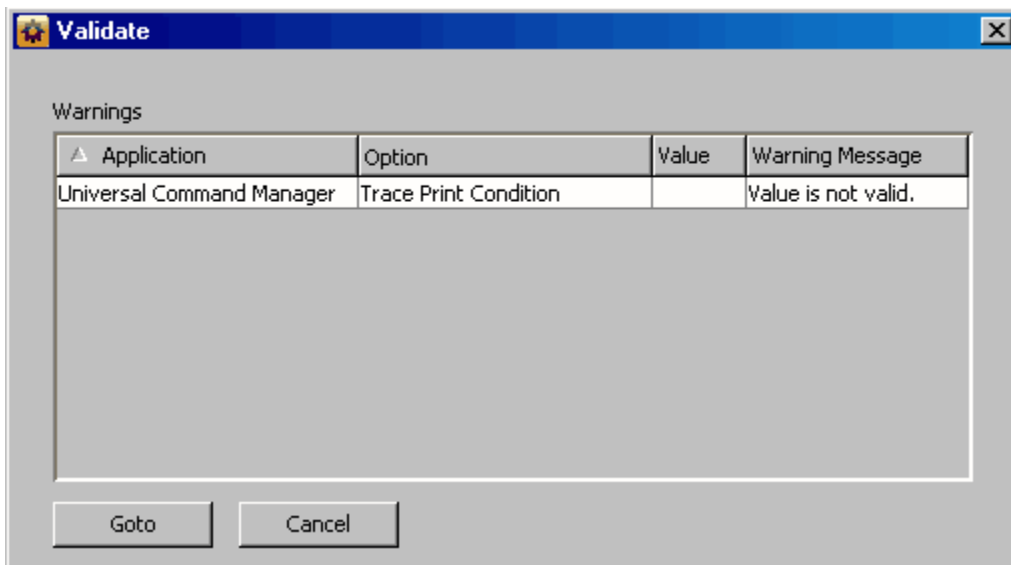 Validate
Warnings
Application Option Value Warning Message
Universal Command Manager Trace Print Condition Value is not valid.
Goto Cancel